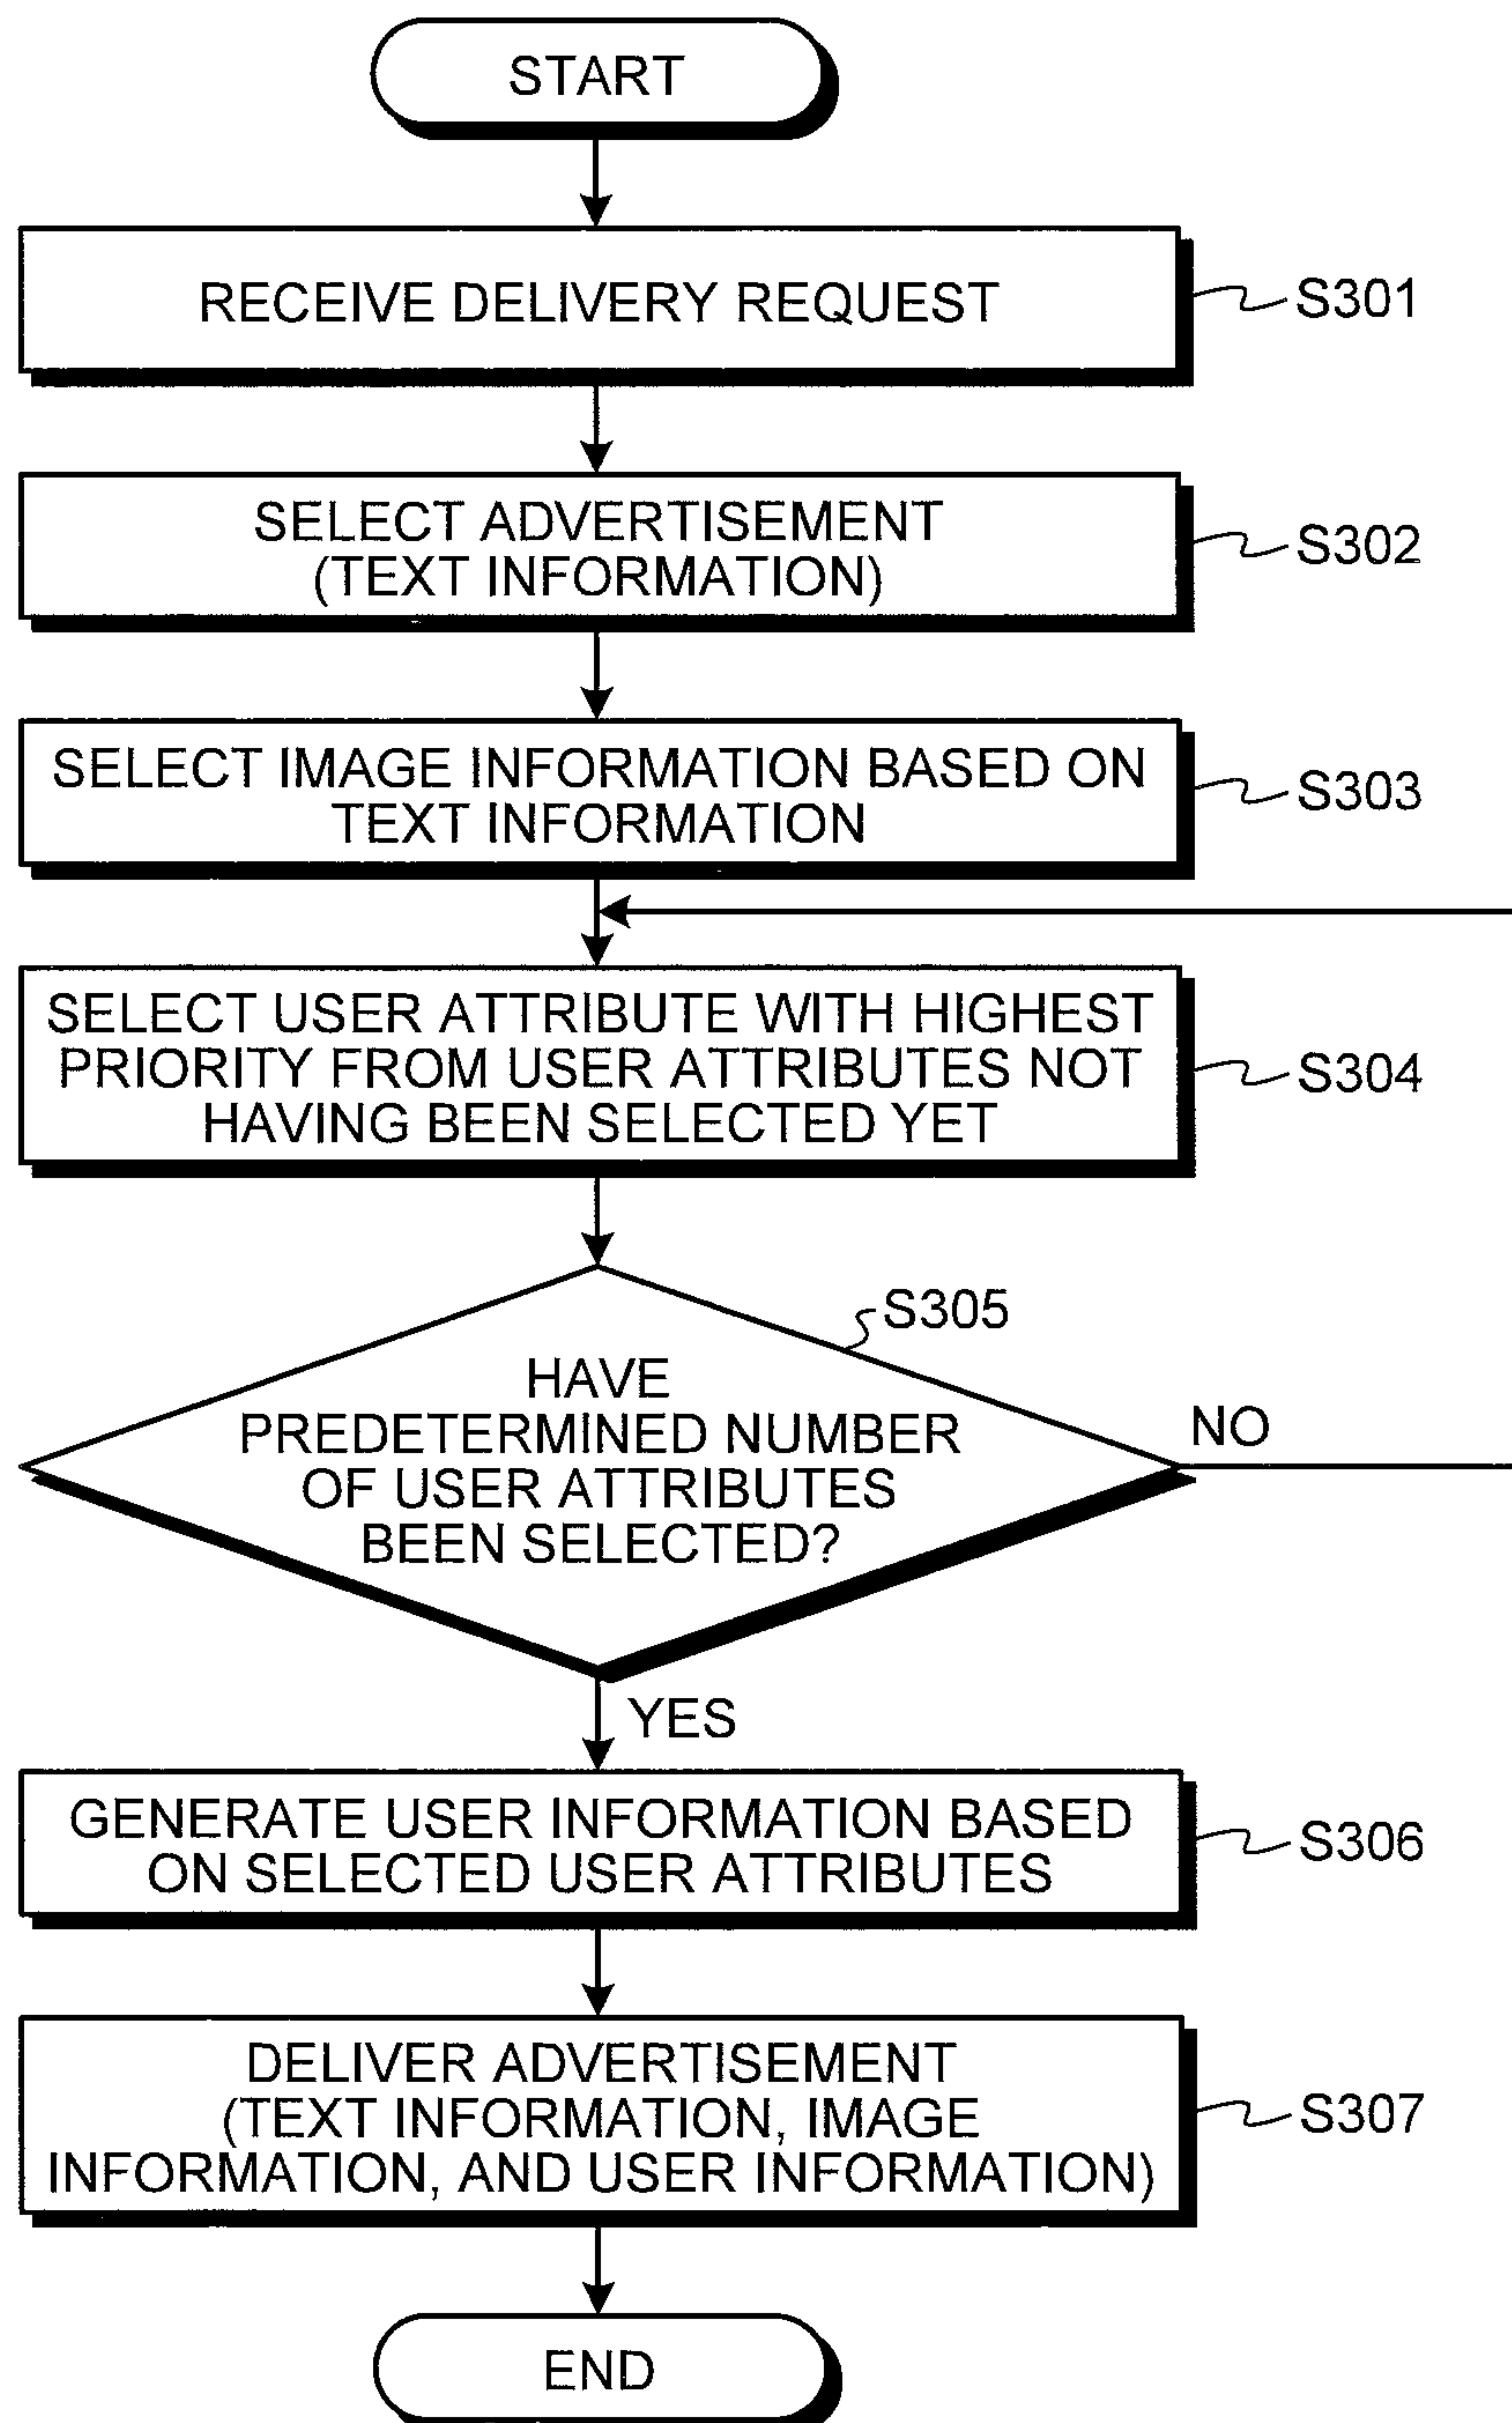 START
RECEIVE DELIVERY REQUEST
S301
SELECT ADVERTISEMENT
(TEXT INFORMATION)
S302
SELECT IMAGE INFORMATION BASED ON
TEXT INFORMATION
S303
SELECT USER ATTRIBUTE WITH HIGHEST
PRIORITY FROM USER ATTRIBUTES NOT
HAVING BEEN SELECTED YET
S304
S305
HAVE
PREDETERMINED NUMBER
OF USER ATTRIBUTES
BEEN SELECTED?
NO
YES
GENERATE USER INFORMATION BASED
ON SELECTED USER ATTRIBUTES
S306
DELIVER ADVERTISEMENT
(TEXT INFORMATION, IMAGE
INFORMATION, AND USER INFORMATION)
S307
END